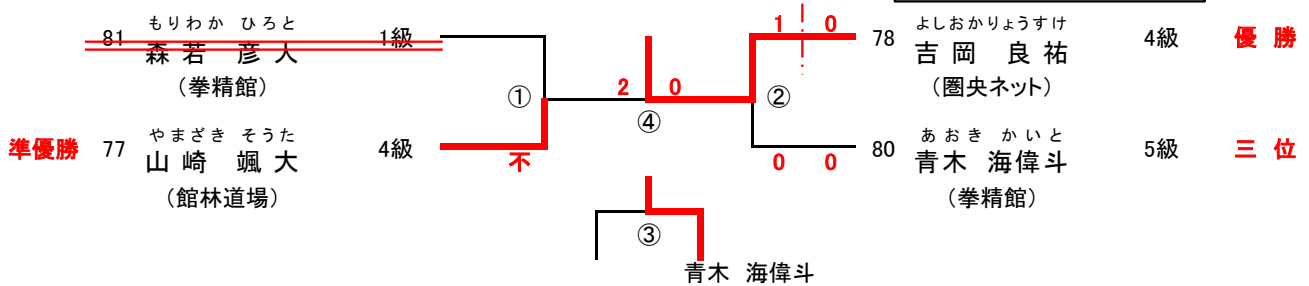 もりわか ひろと
81 森若 彦人 1級
(拳精館)
準優勝 77 やまざき そうた
山崎 颯大 4級
(館林道場)
①
不
2 0
④
1 0
②
0 0
78 よしおかりょうすけ
吉岡 良祐 4級 優勝
(圏央ネット)
80 あおき かいと
青木 海偉斗 5級 三位
(拳精館)
③
青木 海偉斗